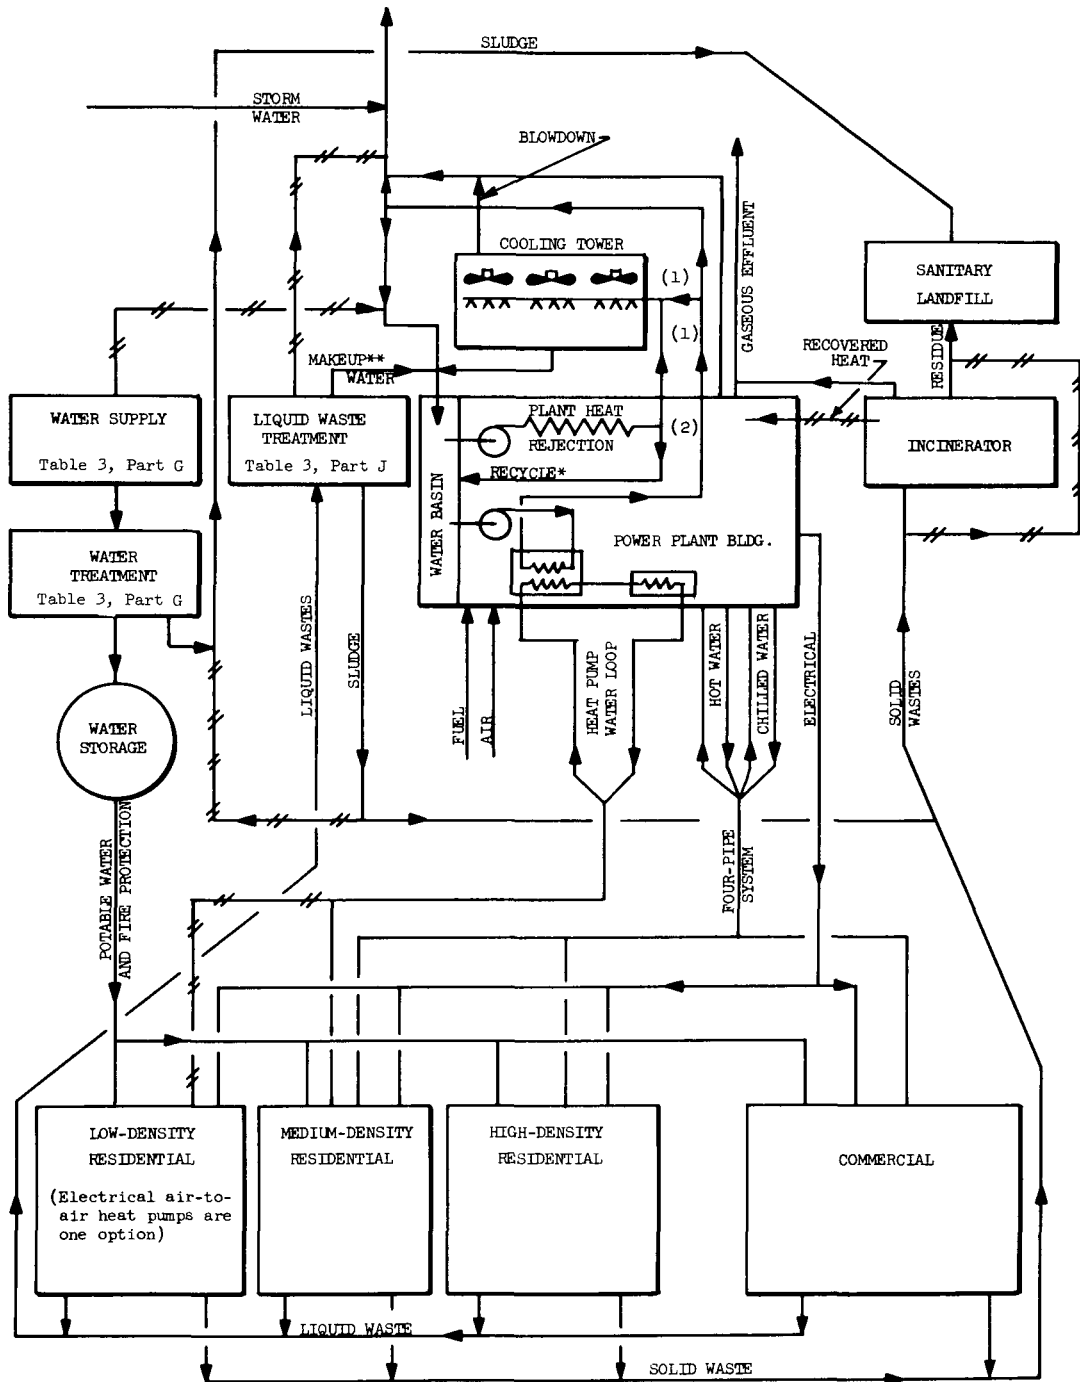 SLUDGE
STORM
WATER
BLOWDOWN
COOLING TOWER
(1)
(1)
GASEOUS EFFLUENT
SANITARY
LANDFILL
RECOVERED
HEAT
RESIDUE
MAKEUP**
WATER
WATER SUPPLY
Table 3, Part G
LIQUID WASTE
TREATMENT
Table 3, Part J
PLANT HEAT
REJECTION
(2)
RECYCLE*
INCINERATOR
WATER BASIN
POWER PLANT BLDG.
WATER
TREATMENT
Table 3, Part G
LIQUID WASTES
SLUDGE
FUEL
AIR
HEAT PUMP
WATER LOOP
HOT WATER
CHILLED WATER
ELECTRICAL
SOLID
WASTES
WATER
STORAGE
POTABLE WATER
AND FIRE PROTECTION
FOUR-PIPE
SYSTEM
LOW-DENSITY
RESIDENTIAL
(Electrical air-to-
air heat pumps are
one option)
MEDIUM-DENSITY
RESIDENTIAL
HIGH-DENSITY
RESIDENTIAL
COMMERCIAL
LIQUID WASTE
SOLID WASTE